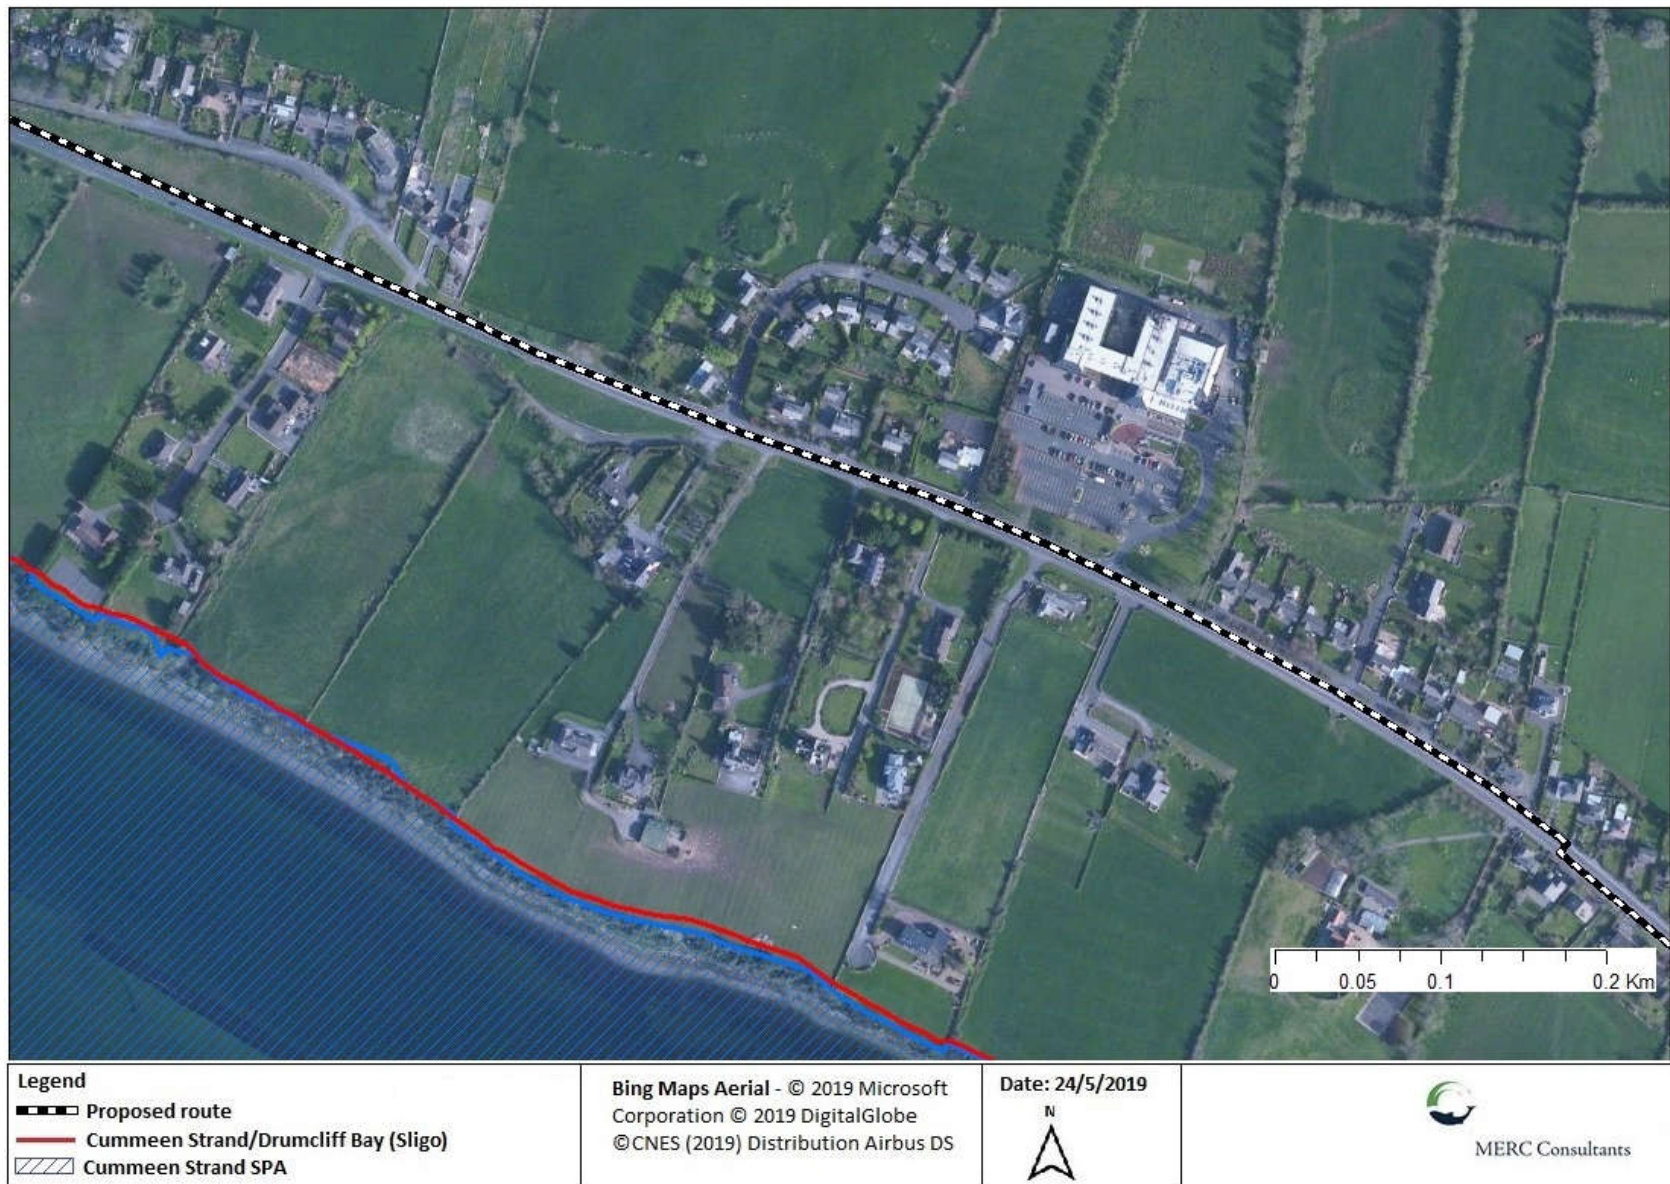 0 0.05 0.1 0.2 Km
Legend
Proposed route
Cummeen Strand/Drumcliff Bay (Sligo)
Cummeen Strand SPA
Bing Maps Aerial - © 2019 Microsoft
Corporation © 2019 DigitalGlobe
©CNES (2019) Distribution Airbus DS
Date: 24/5/2019
N
MERC Consultants